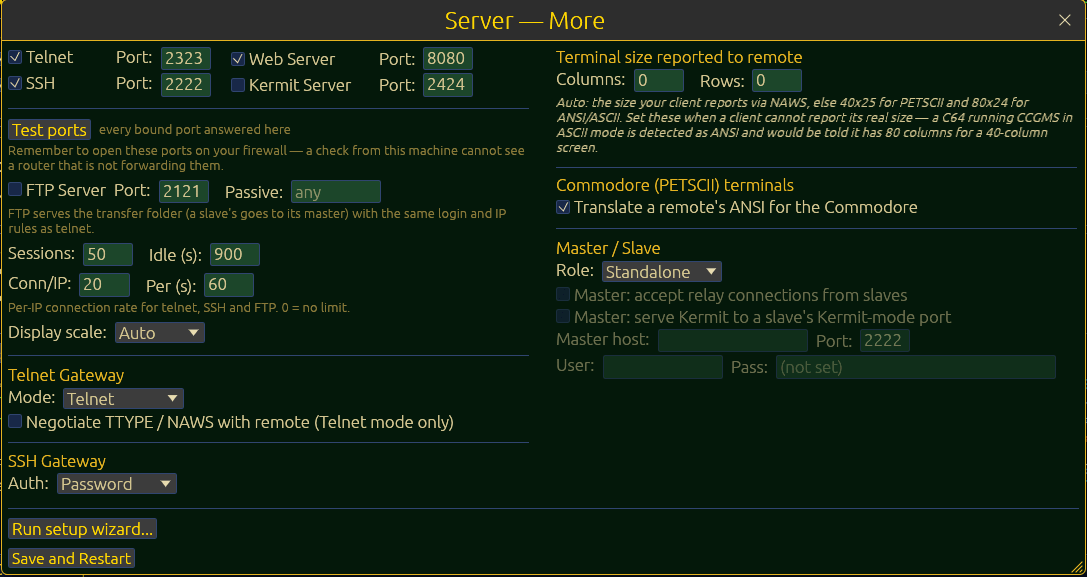 Server — More
Telnet Port: 2323 Web Server Port: 8080
SSH Port: 2222 Kermit Server Port: 2424
Test ports every bound port answered here
Remember to open these ports on your firewall — a check from this machine cannot see
a router that is not forwarding them.
FTP Server Port: 2121 Passive: any
FTP serves the transfer folder (a slave's goes to its master) with the same login and IP
rules as telnet.
Sessions: 50 Idle (s): 900
Conn/IP: 20 Per (s): 60
Per-IP connection rate for telnet, SSH and FTP. 0 = no limit.
Display scale: Auto
Telnet Gateway
Mode: Telnet
Negotiate TTYPE / NAWS with remote (Telnet mode only)
SSH Gateway
Auth: Password
Terminal size reported to remote
Columns: 0 Rows: 0
Auto: the size your client reports via NAWS, else 40x25 for PETSCII and 80x24 for
ANSI/ASCII. Set these when a client cannot report its real size — a C64 running CCGMS in
ASCII mode is detected as ANSI and would be told it has 80 columns for a 40-column
screen.
Commodore (PETSCII) terminals
Translate a remote's ANSI for the Commodore
Master / Slave
Role: Standalone
Master: accept relay connections from slaves
Master: serve Kermit to a slave's Kermit-mode port
Master host: Port: 2222
User: Pass: (not set)
Run setup wizard...
Save and Restart